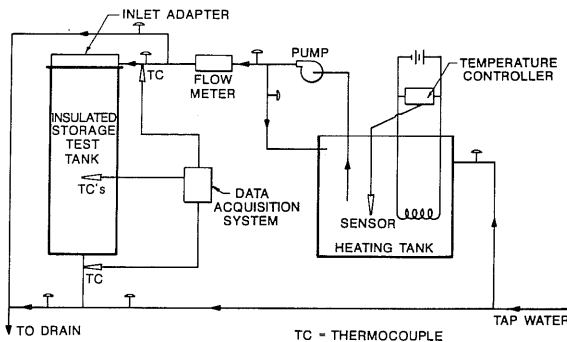 INLET ADAPTER
TC
FLOW
METER
PUMP
TEMPERATURE
CONTROLLER
INSULATED
STORAGE
TEST
TANK
TC's
DATA
ACQUISITION
SYSTEM
SENSOR
HEATING TANK
TC
TO DRAIN
TC = THERMOCOUPLE
TAP WATER